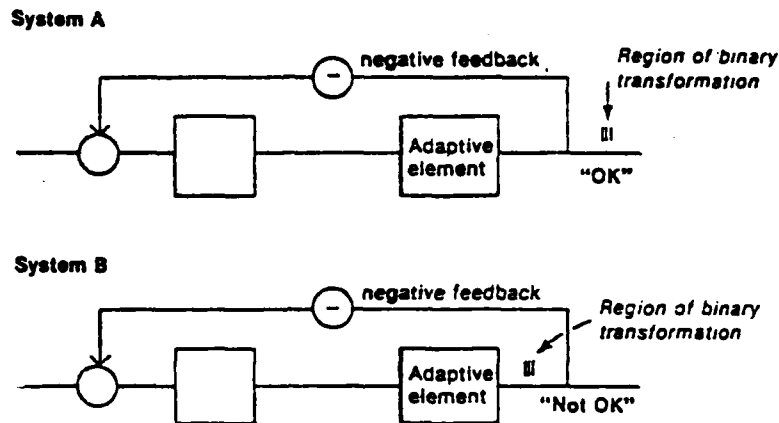 System A
negative feedback
Region of binary
transformation
−
Adaptive
element
"OK"
System B
negative feedback
Region of binary
transformation
−
Adaptive
element
"Not OK"